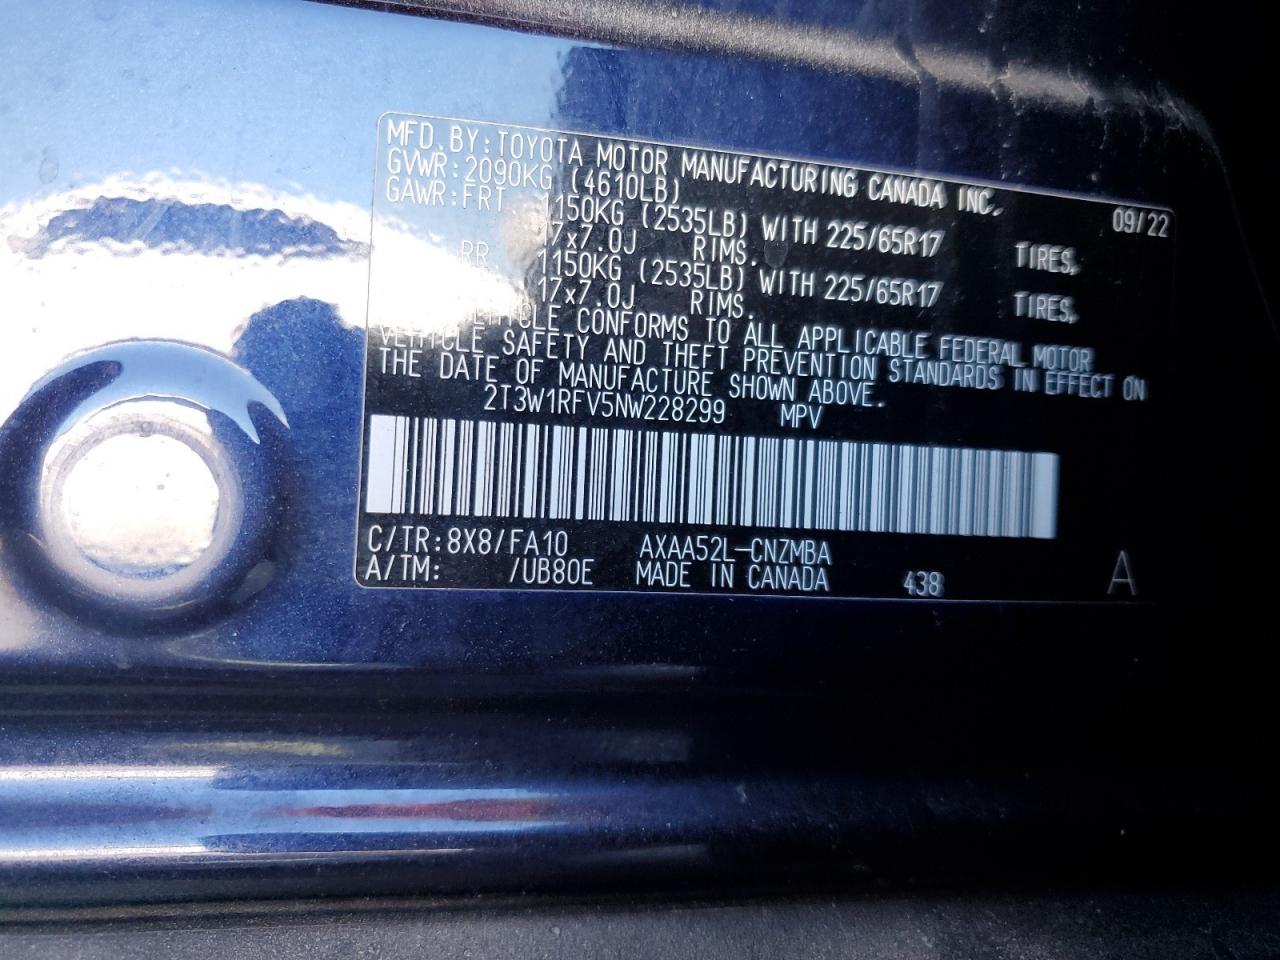 MFD. BY: TOYOTA MOTOR MANUFACTURING CANADA INC.
GVWR: 2090KG (4610LB) 09/22
GAWR: FRT 1150KG (2535LB) WITH 225/65R17 TIRES,
17x7.0J RIMS.
RR 1150KG (2535LB) WITH 225/65R17 TIRES,
17x7.0J RIMS.
VEHICLE CONFORMS TO ALL APPLICABLE FEDERAL MOTOR
VEHICLE SAFETY AND THEFT PREVENTION STANDARDS IN EFFECT ON
THE DATE OF MANUFACTURE SHOWN ABOVE.
2T3W1RFV5NW228299 MPV
C/TR: 8X8/FA10 AXAA52L-CNZMBA
A/TM: /UB80E MADE IN CANADA 438 A